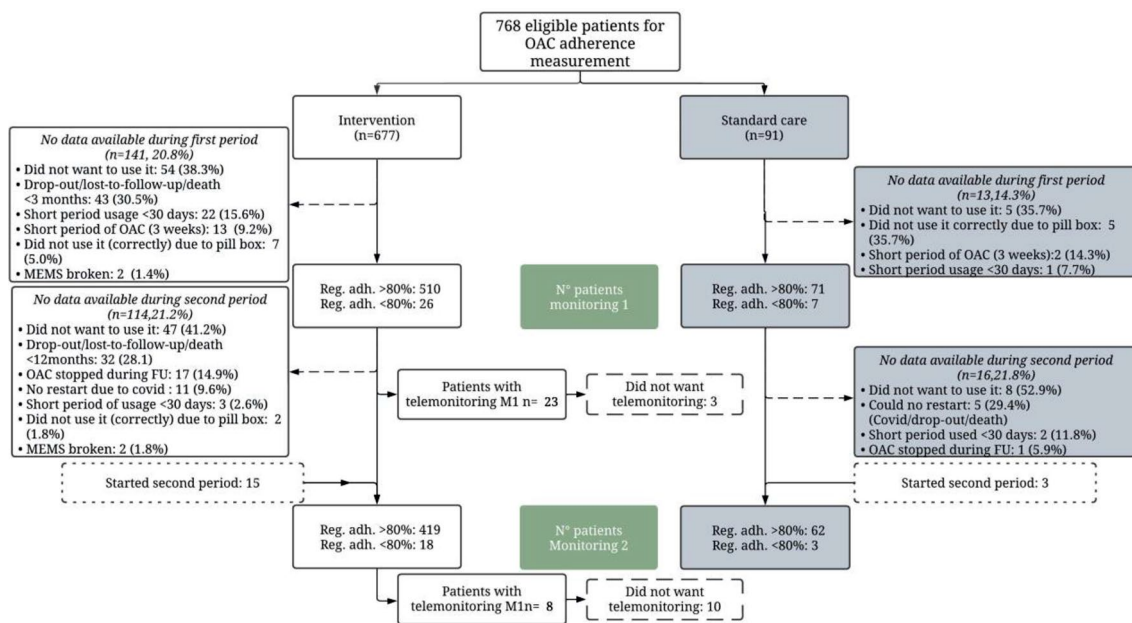 768 eligible patients for
OAC adherence
measurement
Intervention
(n=677)
Standard care
(n=91)
No data available during first period
(n=141, 20.8%)
• Did not want to use it: 54 (38.3%)
• Drop-out/lost-to-follow-up/death
<3 months: 43 (30.5%)
• Short period usage <30 days: 22 (15.6%)
• Short period of OAC (3 weeks): 13 (9.2%)
• Did not use it (correctly) due to pill box: 7
(5.0%)
• MEMS broken: 2 (1.4%)
No data available during first period
(n=13,14.3%)
• Did not want to use it: 5 (35.7%)
• Did not use it correctly due to pill box: 5
(35.7%)
• Short period of OAC (3 weeks):2 (14.3%)
• Short period usage <30 days: 1 (7.7%)
Reg. adh. >80%: 510
Reg. adh. <80%: 26
N° patients
monitoring 1
Reg. adh. >80%: 71
Reg. adh. <80%: 7
No data available during second period
(n=114,21.2%)
• Did not want to use it: 47 (41.2%)
• Drop-out/lost-to-follow-up/death
<12months: 32 (28.1)
• OAC stopped during FU: 17 (14.9%)
• No restart due to covid : 11 (9.6%)
• Short period of usage <30 days: 3 (2.6%)
• Did not use it (correctly) due to pill box: 2
(1.8%)
• MEMS broken: 2 (1.8%)
Patients with
telemonitoring M1 n= 23
Did not want
telemonitoring: 3
No data available during second period
(n=16,21.8%)
• Did not want to use it: 8 (52.9%)
• Could no restart: 5 (29.4%)
(Covid/drop-out/death)
• Short period used <30 days: 2 (11.8%)
• OAC stopped during FU: 1 (5.9%)
Started second period: 15
Started second period: 3
Reg. adh. >80%: 419
Reg. adh. <80%: 18
N° patients
Monitoring 2
Reg. adh. >80%: 62
Reg. adh. <80%: 3
Patients with
telemonitoring M1n= 8
Did not want
telemonitoring: 10